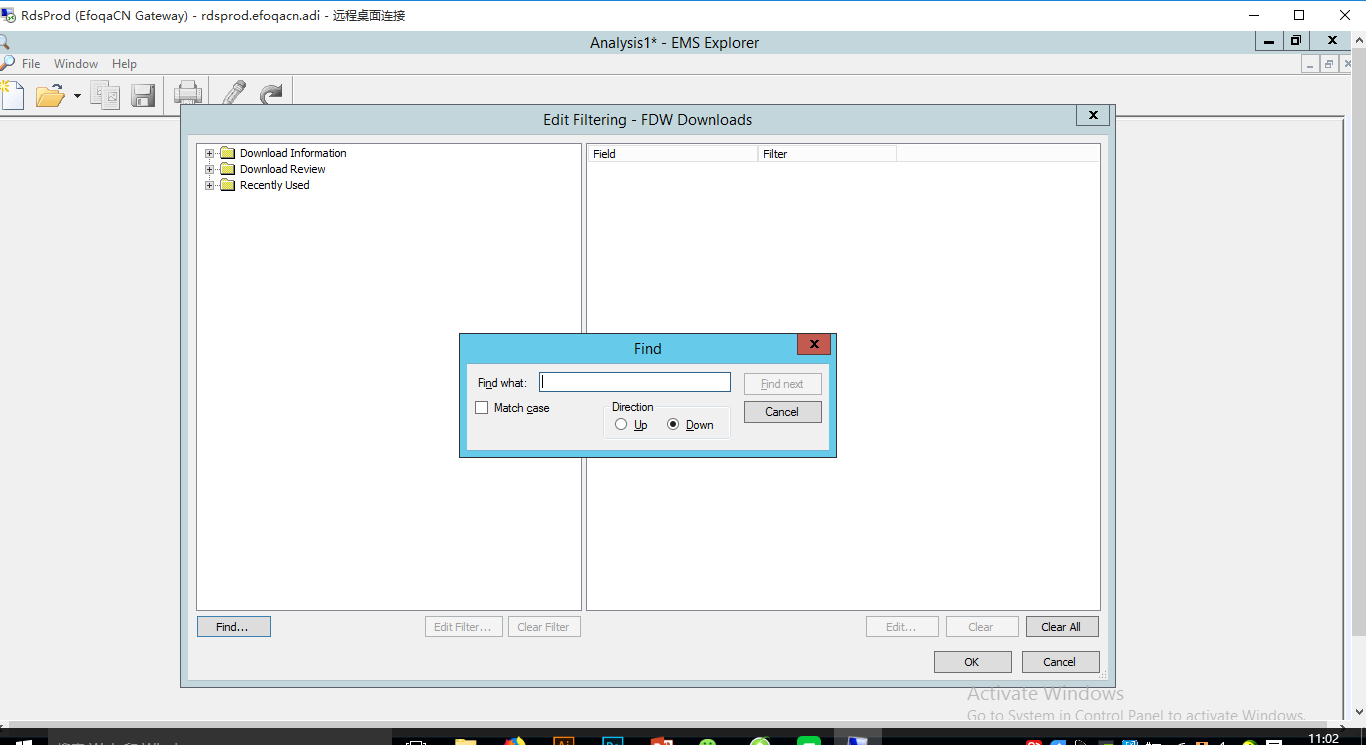 RdsProd (EfoqaCN Gateway) - rdsprod.efoqacn.adi - 远程桌面连接
Analysis1* - EMS Explorer
File Window Help
Edit Filtering - FDW Downloads
Download Information
Download Review
Recently Used
Field Filter
Find
Find what:
Find next
Match case
Direction
Up Down
Cancel
Find...
Edit Filter...
Clear Filter
Edit...
Clear
Clear All
OK
Cancel
Activate Windows
Go to System in Control Panel to activate Windows.
11:02